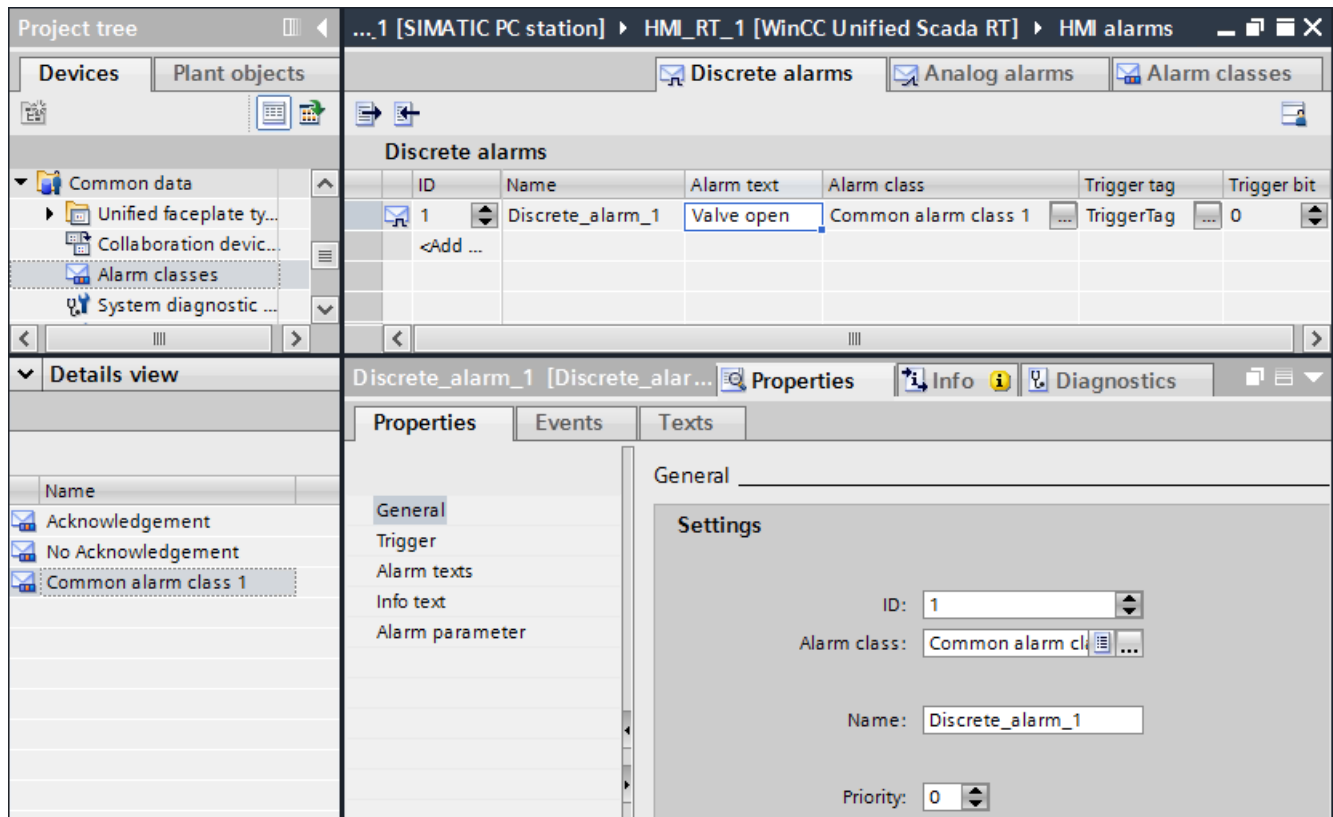 Project tree
...1 [SIMATIC PC station] HMI_RT_1 [WinCC Unified Scada RT] HMI alarms
Devices Plant objects
Discrete alarms Analog alarms Alarm classes
Discrete alarms
Common data
Unified faceplate ty...
Collaboration devic...
Alarm classes
System diagnostic ...
ID Name Alarm text Alarm class Trigger tag Trigger bit
1 Discrete_alarm_1 Valve open Common alarm class 1 ... TriggerTag ... 0
<Add ...
Details view
Name
Acknowledgement
No Acknowledgement
Common alarm class 1
Discrete_alarm_1 [Discrete_alar... Properties Info Diagnostics
Properties Events Texts
General
Trigger
Alarm texts
Info text
Alarm parameter
General
Settings
ID: 1
Alarm class: Common alarm cl ...
Name: Discrete_alarm_1
Priority: 0